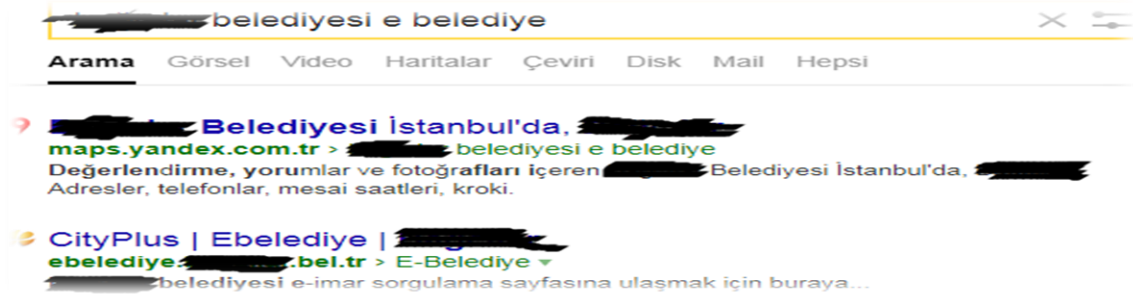 belediyesi e belediye
Arama Görsel Video Haritalar Çeviri Disk Mail Hepsi
Belediyesi İstanbul'da,
maps.yandex.com.tr > belediyesi e belediye
Değerlendirme, yorumlar ve fotoğrafları içeren Belediyesi İstanbul'da,
Adresler, telefonlar, mesai saatleri, kroki.
CityPlus | Ebelediye |
ebelediye. .bel.tr > E-Belediye
belediyesi e-imar sorgulama sayfasına ulaşmak için buraya...